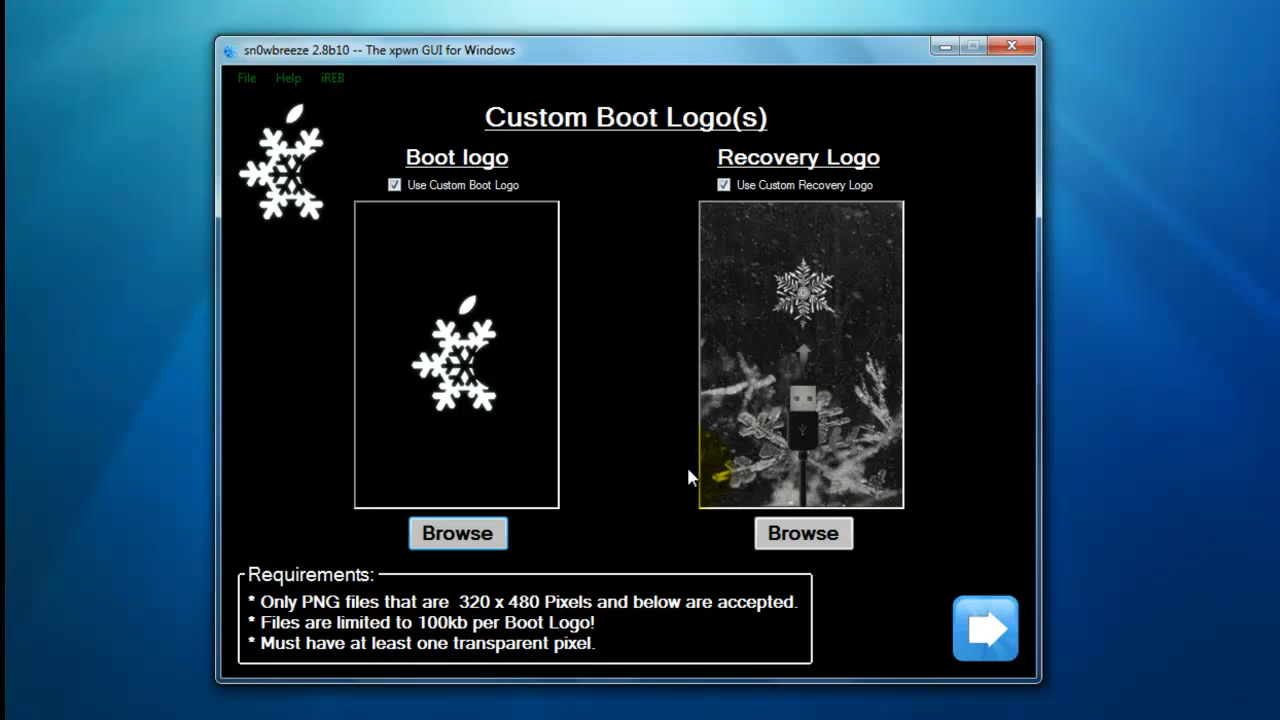 sn0wbreeze 2.8b10 -- The xpwn GUI for Windows
File Help iREB
Custom Boot Logo(s)
Boot logo
Use Custom Boot Logo
Recovery Logo
Use Custom Recovery Logo
Browse
Browse
Requirements:
* Only PNG files that are 320 x 480 Pixels and below are accepted.
* Files are limited to 100kb per Boot Logo!
* Must have at least one transparent pixel.